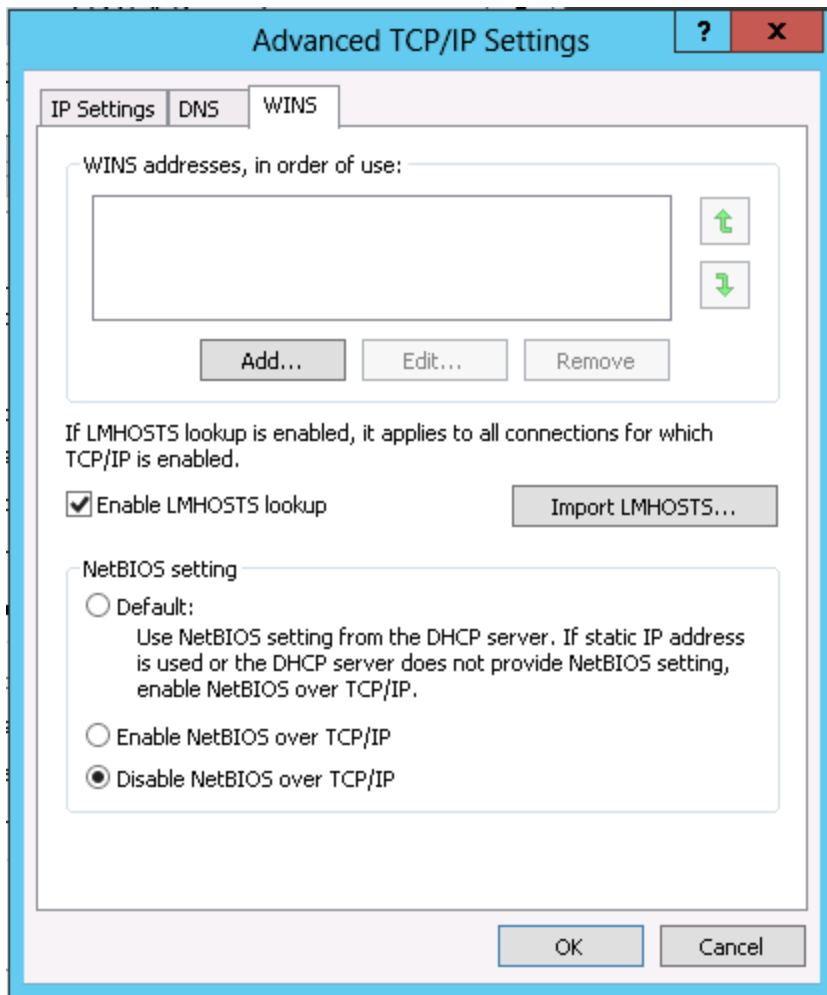 Advanced TCP/IP Settings
?
x
IP Settings
DNS
WINS
WINS addresses, in order of use:
Add...
Edit...
Remove
If LMHOSTS lookup is enabled, it applies to all connections for which
TCP/IP is enabled.
Enable LMHOSTS lookup
Import LMHOSTS...
NetBIOS setting
Default:
Use NetBIOS setting from the DHCP server. If static IP address
is used or the DHCP server does not provide NetBIOS setting,
enable NetBIOS over TCP/IP.
Enable NetBIOS over TCP/IP
Disable NetBIOS over TCP/IP
OK
Cancel